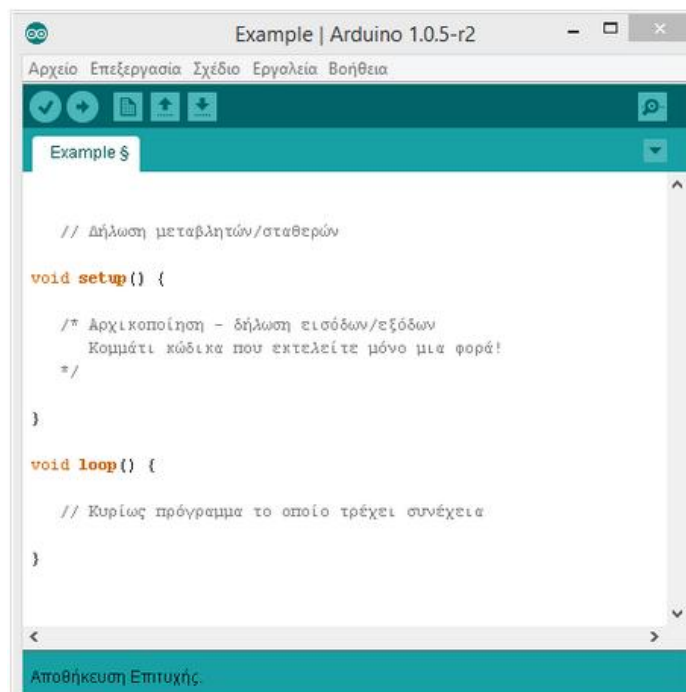 Example | Arduino 1.0.5-r2
Αρχείο Επεξεργασία Σχέδιο Εργαλεία Βοήθεια
Example §
// Δήλωση μεταβλητών/σταθερών
void setup() {
/* Αρχικοποίηση - δήλωση εισόδων/εξόδων
Κομμάτι κώδικα που εκτελείτε μόνο μια φορά!
*/
}
void loop() {
// Κυρίως πρόγραμμα το οποίο τρέχει συνέχεια
}
Αποθήκευση Επιτυχής.